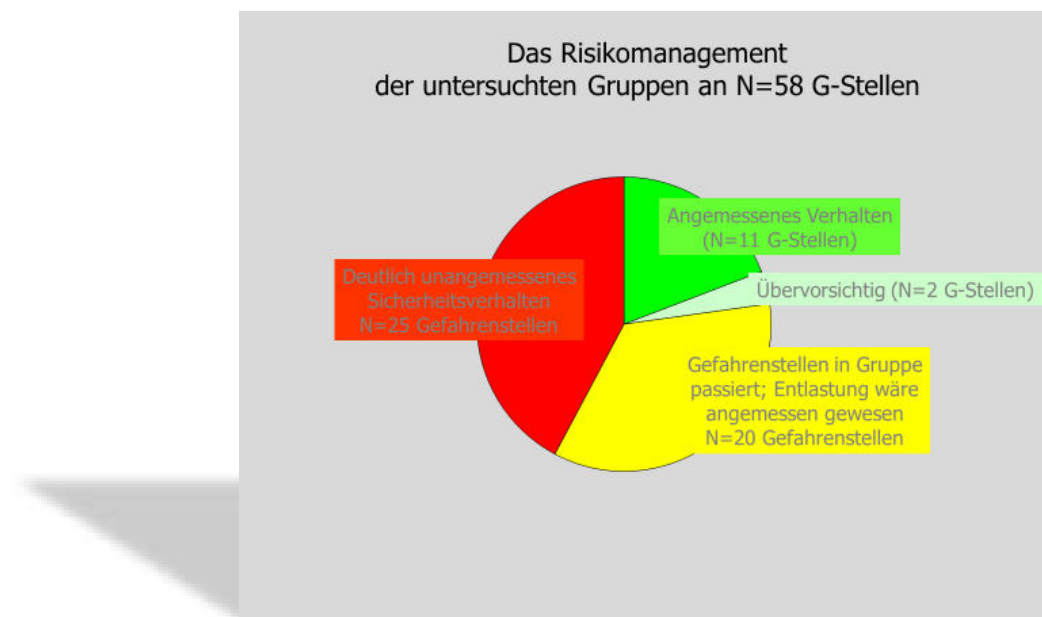 Das Risikomanagement
der untersuchten Gruppen an N=58 G-Stellen
Angemessenes Verhalten
(N=11 G-Stellen)
Deutlich unangemessenes
Sicherheitsverhalten
N=25 Gefahrenstellen
Übervorsichtig (N=2 G-Stellen)
Gefahrenstellen in Gruppe
passiert; Entlastung wäre
angemessen gewesen
N=20 Gefahrenstellen